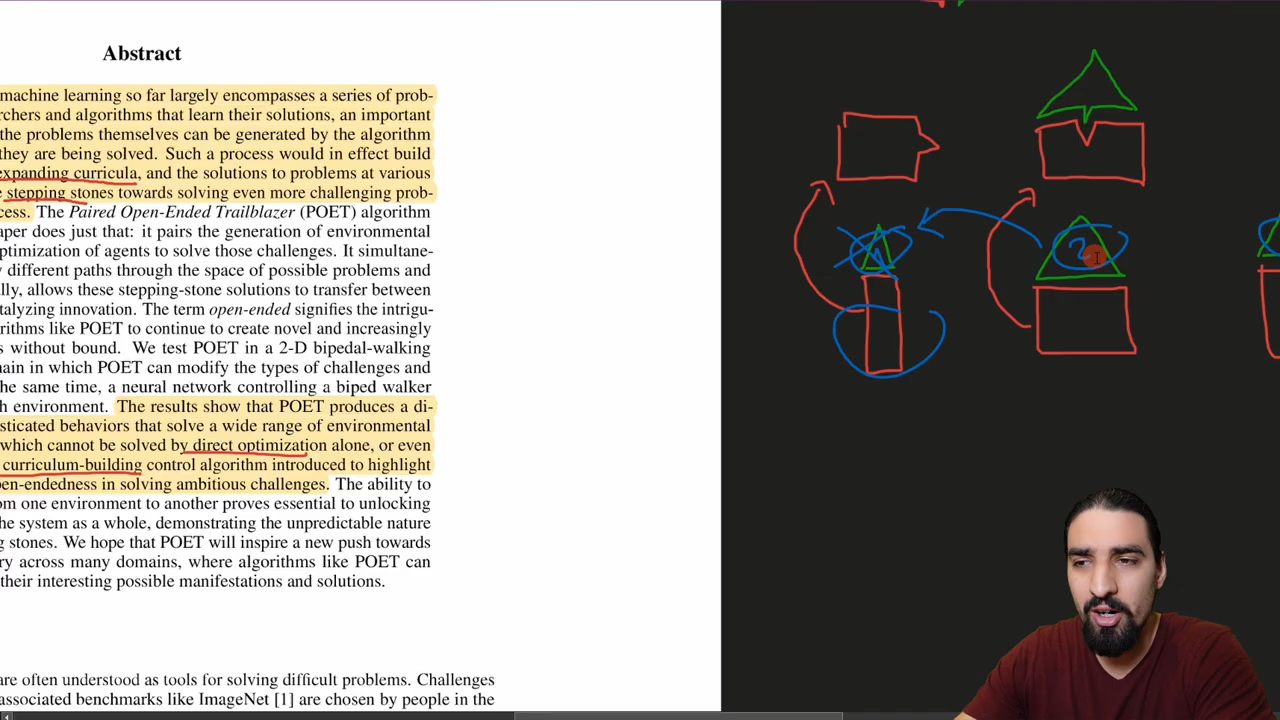 Abstract
machine learning so far largely encompasses a series of prob-
rchers and algorithms that learn their solutions, an important
the problems themselves can be generated by the algorithm
they are being solved. Such a process would in effect build
expanding curricula, and the solutions to problems at various
stepping stones towards solving even more challenging prob-
cess. The Paired Open-Ended Trailblazer (POET) algorithm
aper does just that: it pairs the generation of environmental
optimization of agents to solve those challenges. It simultane-
y different paths through the space of possible problems and
ally, allows these stepping-stone solutions to transfer between
talyzing innovation. The term open-ended signifies the intrigu-
rithms like POET to continue to create novel and increasingly
s without bound. We test POET in a 2-D bipedal-walking
main in which POET can modify the types of challenges and
he same time, a neural network controlling a biped walker
h environment. The results show that POET produces a di-
isticated behaviors that solve a wide range of environmental
which cannot be solved by direct optimization alone, or even
curriculum-building control algorithm introduced to highlight
pen-endedness in solving ambitious challenges. The ability to
om one environment to another proves essential to unlocking
the system as a whole, demonstrating the unpredictable nature
g stones. We hope that POET will inspire a new push towards
ry across many domains, where algorithms like POET can
their interesting possible manifestations and solutions.
are often understood as tools for solving difficult problems. Challenges
associated benchmarks like ImageNet [1] are chosen by people in the
1
2